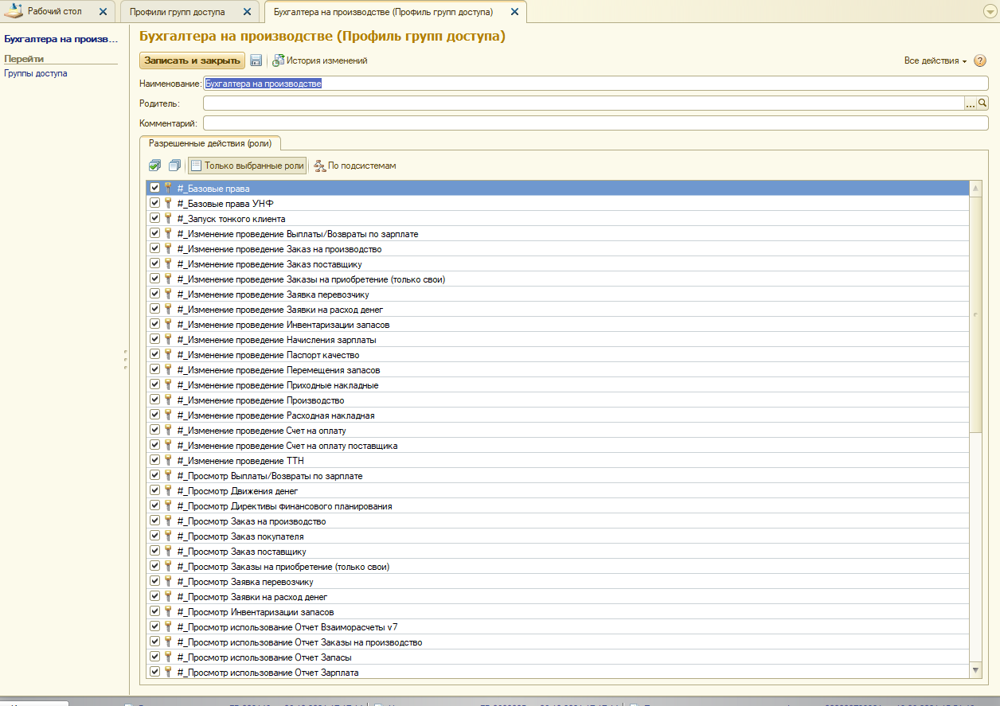 Рабочий стол
Профили групп доступа
Бухгалтера на производстве (Профиль групп доступа)
Бухгалтера на произв...
Перейти
Группы доступа
Бухгалтера на производстве (Профиль групп доступа)
Записать и закрыть
История изменений
Все действия
Наименование: Бухгалтера на производстве
Родитель:
Комментарий:
Разрешенные действия (роли)
Только выбранные роли
По подсистемам
#_Базовые права
#_Базовые права УНФ
#_Запуск тонкого клиента
#_Изменение проведение Выплаты/Возвраты по зарплате
#_Изменение проведение Заказ на производство
#_Изменение проведение Заказ поставщику
#_Изменение проведение Заказы на приобретение (только свои)
#_Изменение проведение Заявка перевозчику
#_Изменение проведение Заявки на расход денег
#_Изменение проведение Инвентаризации запасов
#_Изменение проведение Начисления зарплаты
#_Изменение проведение Паспорт качество
#_Изменение проведение Перемещения запасов
#_Изменение проведение Приходные накладные
#_Изменение проведение Производство
#_Изменение проведение Расходная накладная
#_Изменение проведение Счет на оплату
#_Изменение проведение Счет на оплату поставщика
#_Изменение проведение ТТН
#_Просмотр Выплаты/Возвраты по зарплате
#_Просмотр Движения денег
#_Просмотр Директивы финансового планирования
#_Просмотр Заказ на производство
#_Просмотр Заказ покупателя
#_Просмотр Заказ поставщику
#_Просмотр Заказы на приобретение (только свои)
#_Просмотр Заявка перевозчику
#_Просмотр Заявки на расход денег
#_Просмотр Инвентаризации запасов
#_Просмотр использование Отчет Взаиморасчеты v7
#_Просмотр использование Отчет Заказы на производство
#_Просмотр использование Отчет Запасы
#_Просмотр использование Отчет Зарплата